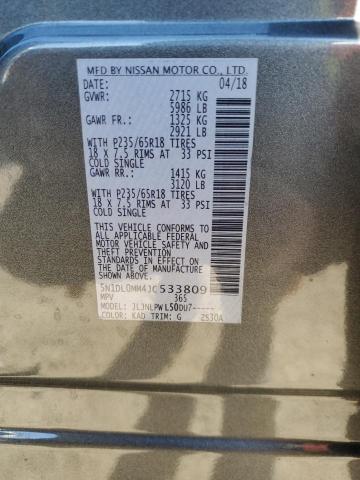 MFD BY NISSAN MOTOR CO., LTD.
DATE: 04/18
GVWR: 2715 KG
5986 LB
GAWR FR.: 1325 KG
2921 LB
WITH P235/65R18 TIRES
18 X 7.5 RIMS AT 33 PSI
COLD SINGLE
GAWR RR.: 1415 KG
3120 LB
WITH P235/65R18 TIRES
18 X 7.5 RIMS AT 33 PSI
COLD SINGLE
THIS VEHICLE CONFORMS TO
ALL APPLICABLE FEDERAL
MOTOR VEHICLE SAFETY
AND THEFT PREVENTION
STANDARDS IN EFFECT ON
THE DATE OF MANUFACTURE
SHOWN ABOVE.
5N1DL0MM4JC533809
MPV 365
MODEL: JLJNLPW L50DU7-----
COLOR: KAD TRIM: G 2S30A